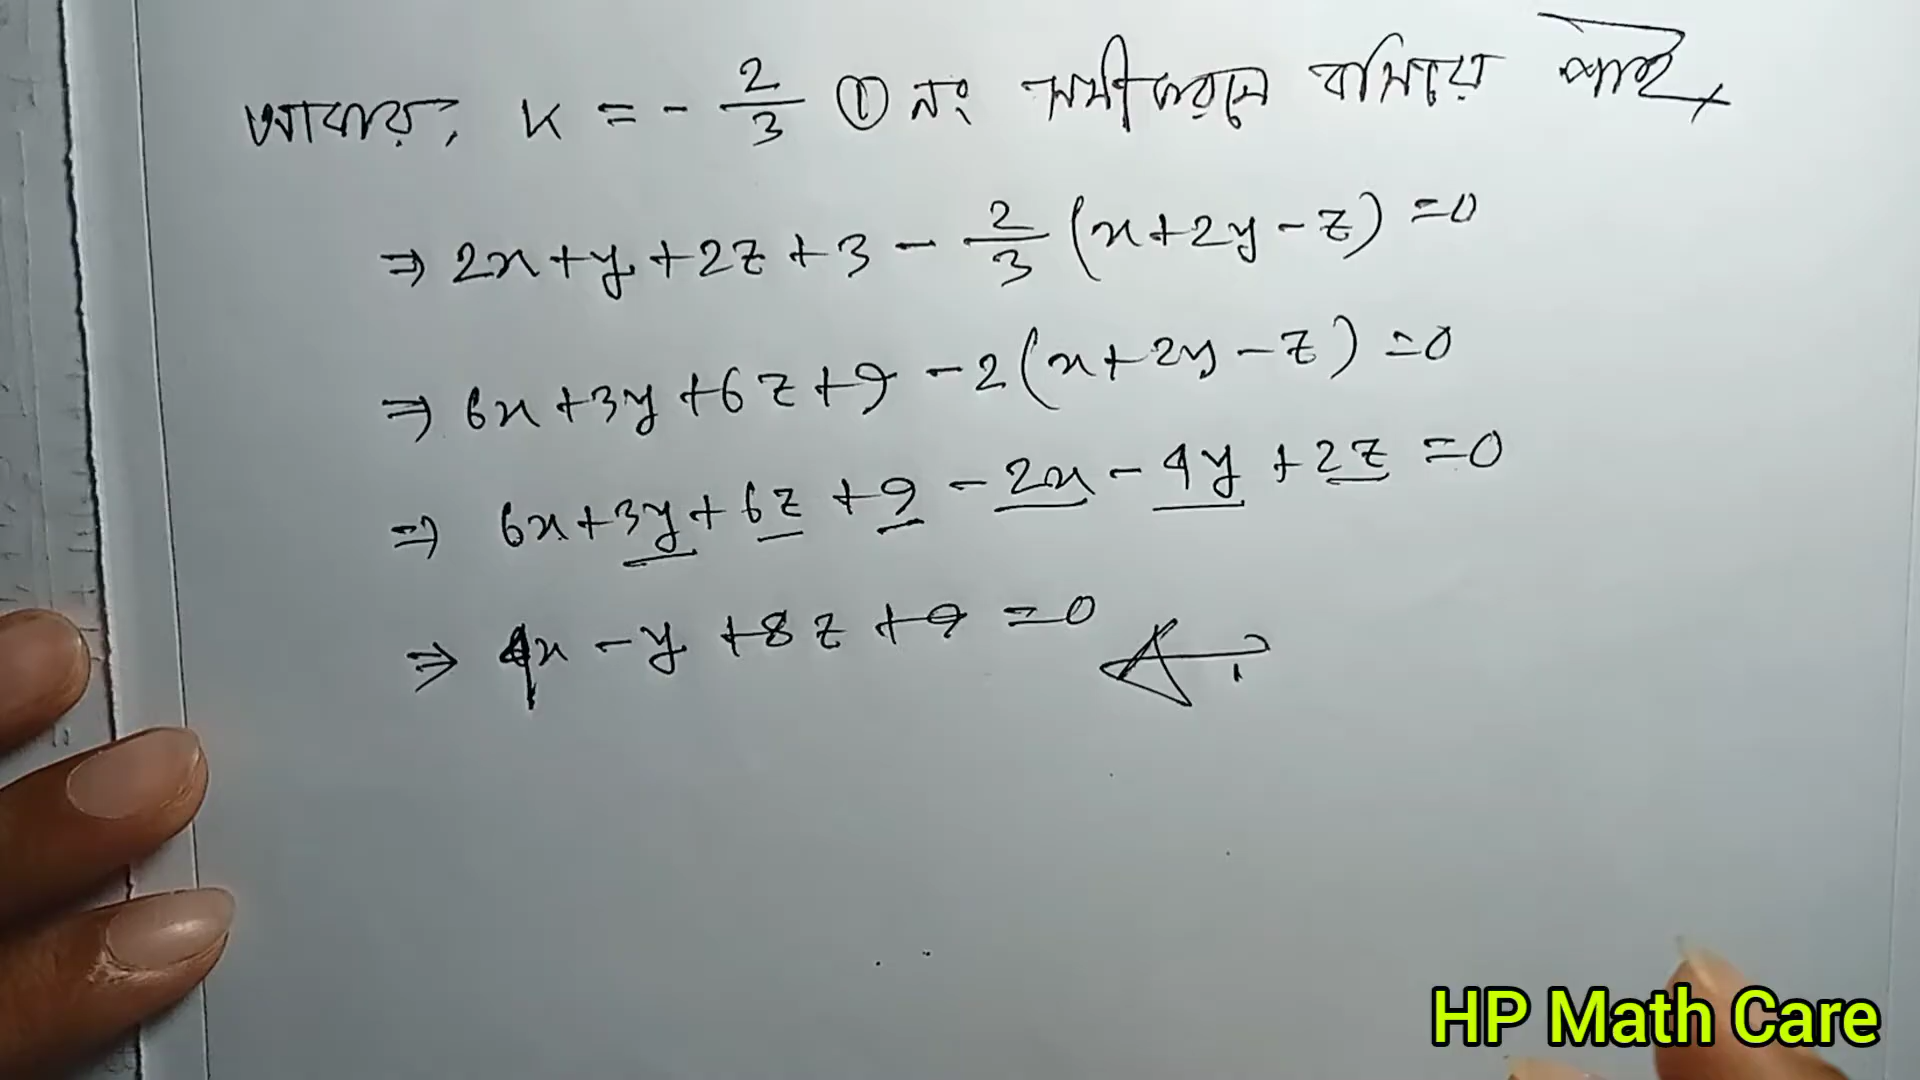 আবার, K = - 2/3 ① নং সমীকরণে বসিয়ে পাই,
⇒ 2x + y + 2z + 3 - 2/3 (x + 2y - z) = 0
⇒ 6x + 3y + 6z + 9 - 2(x + 2y - z) = 0
⇒ 6x + 3y + 6z + 9 - 2x - 4y + 2z = 0
⇒ 4x - y + 8z + 9 = 0
HP Math Care